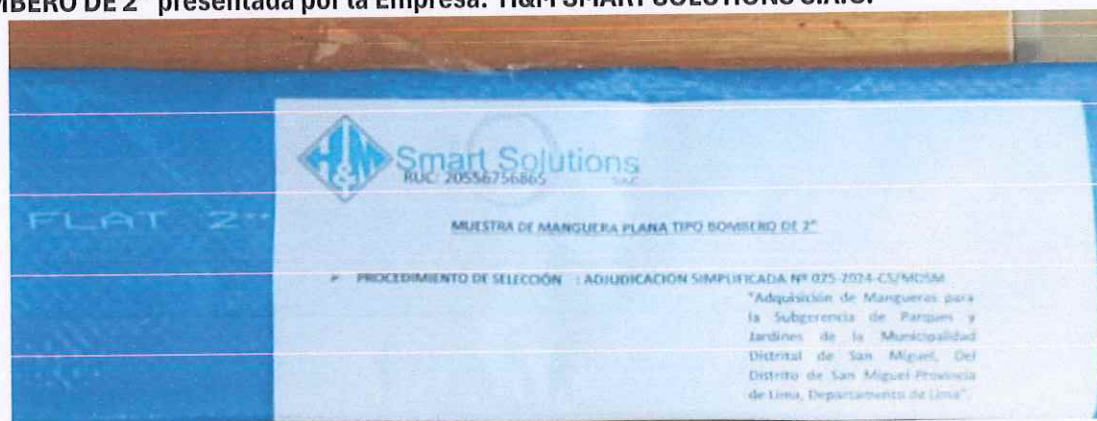 MBERO DE 2" presentada por la Empresa: H&M SMART SOLUTIONS S.A.C.
H&M
Smart Solutions
RUC: 20556756865 SAC
FLAT 2"
MUESTRA DE MANGUERA PLANA TIPO BOMBERO DE 2"
➤ PROCEDIMIENTO DE SELECCIÓN : ADJUDICACIÓN SIMPLIFICADA Nº 025-2024-CS/MDSM
"Adquisición de Mangueras para
la Subgerencia de Parques y
Jardines de la Municipalidad
Distrital de San Miguel, Del
Distrito de San Miguel-Provincia
de Lima, Departamento de Lima".